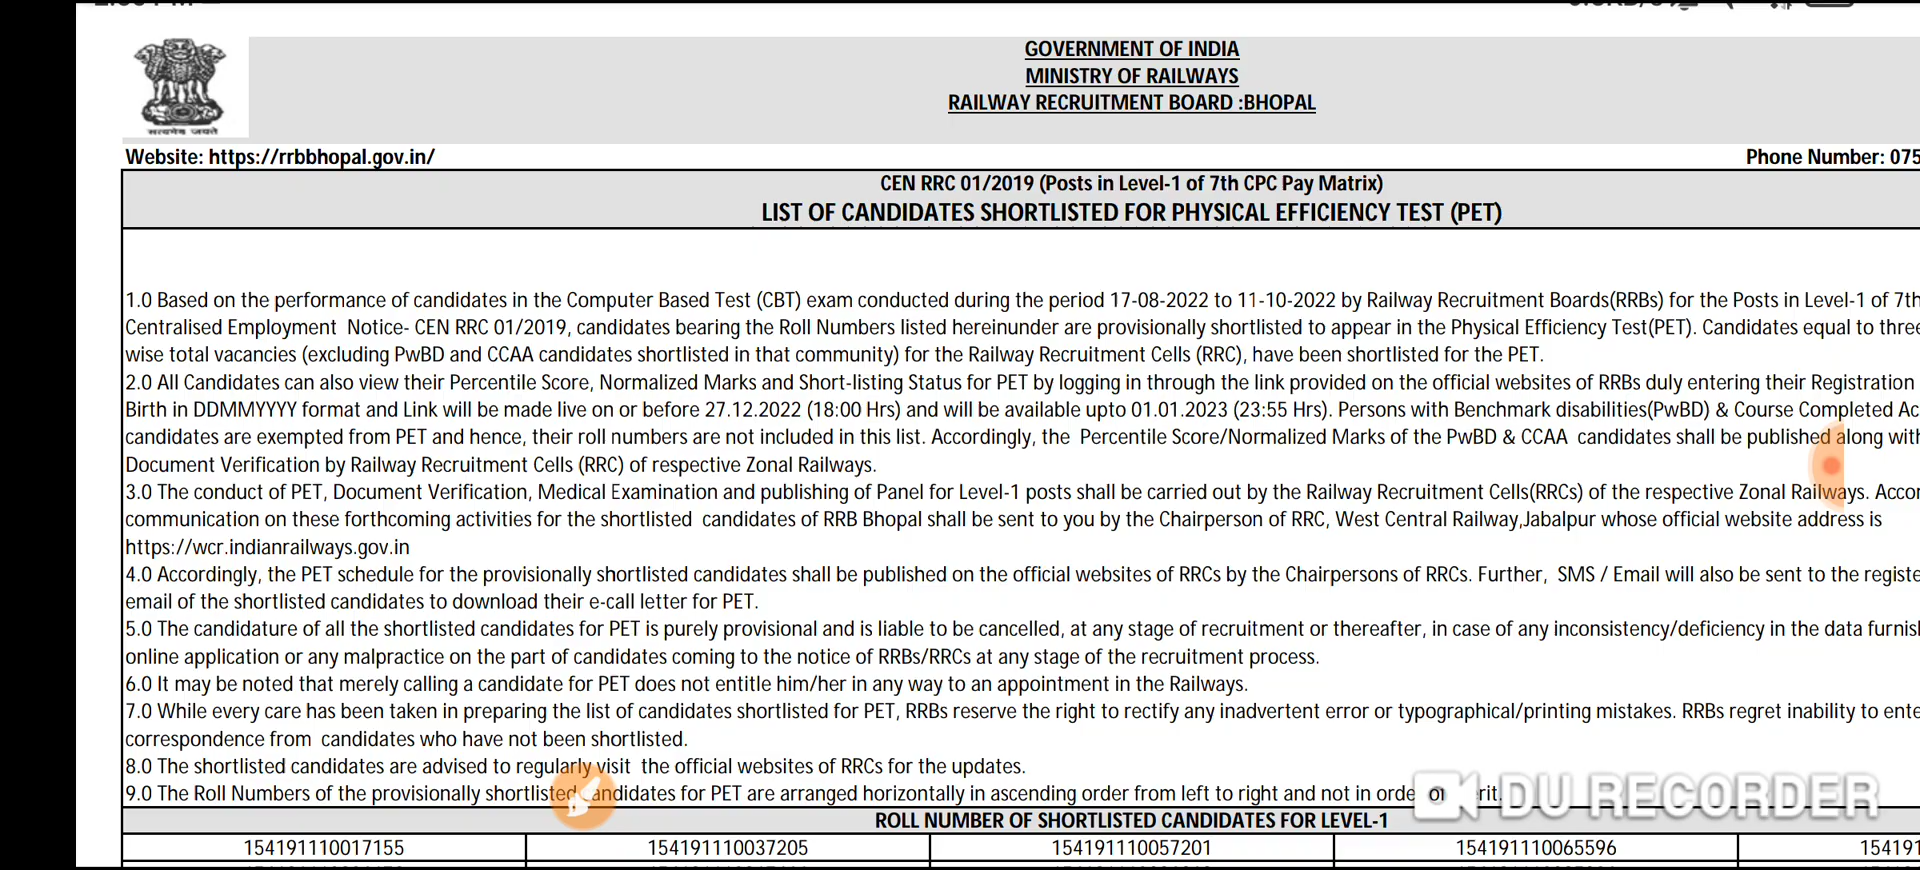 GOVERNMENT OF INDIA
MINISTRY OF RAILWAYS
RAILWAY RECRUITMENT BOARD :BHOPAL
सत्यमेव जयते
Website: https://rrbbhopal.gov.in/
Phone Number: 075
CEN RRC 01/2019 (Posts in Level-1 of 7th CPC Pay Matrix)
LIST OF CANDIDATES SHORTLISTED FOR PHYSICAL EFFICIENCY TEST (PET)
1.0 Based on the performance of candidates in the Computer Based Test (CBT) exam conducted during the period 17-08-2022 to 11-10-2022 by Railway Recruitment Boards(RRBs) for the Posts in Level-1 of 7th
Centralised Employment Notice- CEN RRC 01/2019, candidates bearing the Roll Numbers listed hereinunder are provisionally shortlisted to appear in the Physical Efficiency Test(PET). Candidates equal to three
wise total vacancies (excluding PwBD and CCAA candidates shortlisted in that community) for the Railway Recruitment Cells (RRC), have been shortlisted for the PET.
2.0 All Candidates can also view their Percentile Score, Normalized Marks and Short-listing Status for PET by logging in through the link provided on the official websites of RRBs duly entering their Registration
Birth in DDMMYYYY format and Link will be made live on or before 27.12.2022 (18:00 Hrs) and will be available upto 01.01.2023 (23:55 Hrs). Persons with Benchmark disabilities(PwBD) & Course Completed Ac
candidates are exempted from PET and hence, their roll numbers are not included in this list. Accordingly, the Percentile Score/Normalized Marks of the PwBD & CCAA candidates shall be published along with
Document Verification by Railway Recruitment Cells (RRC) of respective Zonal Railways.
3.0 The conduct of PET, Document Verification, Medical Examination and publishing of Panel for Level-1 posts shall be carried out by the Railway Recruitment Cells(RRCs) of the respective Zonal Railways. Accor
communication on these forthcoming activities for the shortlisted candidates of RRB Bhopal shall be sent to you by the Chairperson of RRC, West Central Railway,Jabalpur whose official website address is
https://wcr.indianrailways.gov.in
4.0 Accordingly, the PET schedule for the provisionally shortlisted candidates shall be published on the official websites of RRCs by the Chairpersons of RRCs. Further, SMS / Email will also be sent to the registe
email of the shortlisted candidates to download their e-call letter for PET.
5.0 The candidature of all the shortlisted candidates for PET is purely provisional and is liable to be cancelled, at any stage of recruitment or thereafter, in case of any inconsistency/deficiency in the data furnish
online application or any malpractice on the part of candidates coming to the notice of RRBs/RRCs at any stage of the recruitment process.
6.0 It may be noted that merely calling a candidate for PET does not entitle him/her in any way to an appointment in the Railways.
7.0 While every care has been taken in preparing the list of candidates shortlisted for PET, RRBs reserve the right to rectify any inadvertent error or typographical/printing mistakes. RRBs regret inability to ente
correspondence from candidates who have not been shortlisted.
8.0 The shortlisted candidates are advised to regularly visit the official websites of RRCs for the updates.
9.0 The Roll Numbers of the provisionally shortlisted candidates for PET are arranged horizontally in ascending order from left to right and not in order of merit.
DU RECORDER
ROLL NUMBER OF SHORTLISTED CANDIDATES FOR LEVEL-1
154191110017155 154191110037205 154191110057201 154191110065596 15419